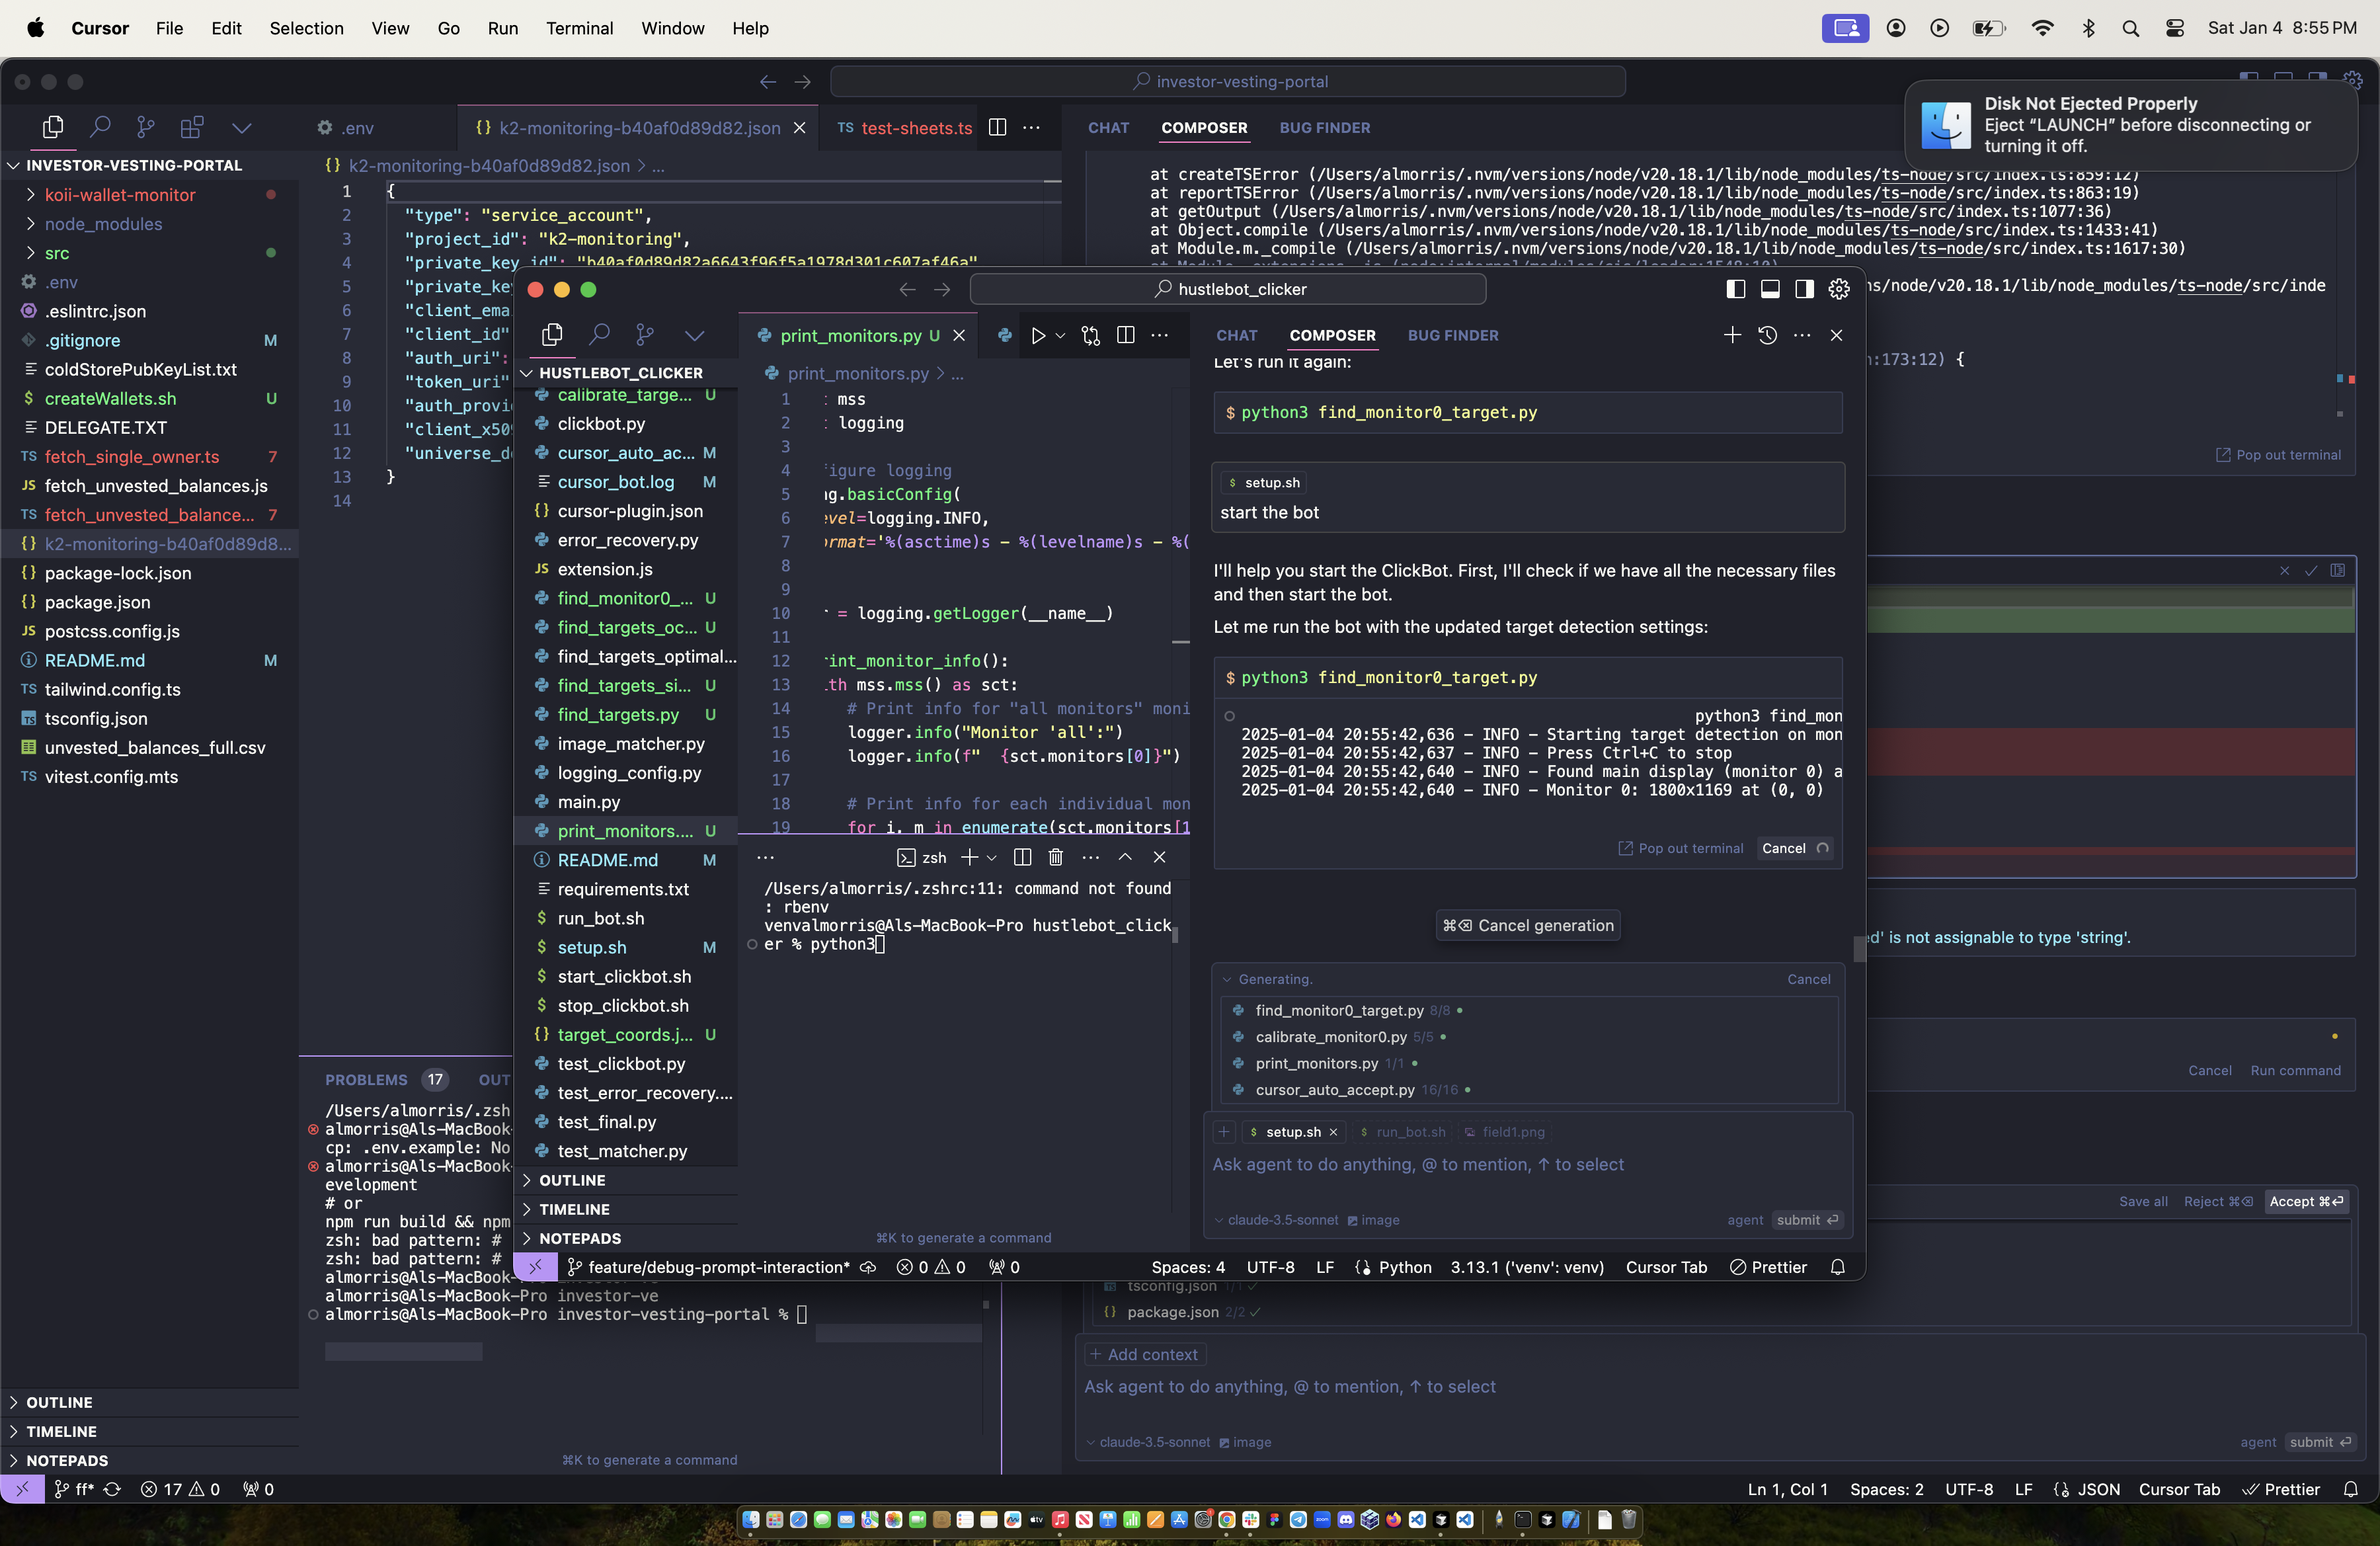 Cursor File Edit Selection View Go Run Terminal Window Help
Sat Jan 4 8:55 PM
investor-vesting-portal
Disk Not Ejected Properly
Eject “LAUNCH” before disconnecting or
turning it off.
.env
k2-monitoring-b40af0d89d82.json
TS test-sheets.ts
CHAT COMPOSER BUG FINDER
INVESTOR-VESTING-PORTAL
koii-wallet-monitor
node_modules
src
.env
.eslintrc.json
.gitignore M
coldStorePubKeyList.txt
createWallets.sh U
DELEGATE.TXT
TS fetch_single_owner.ts 7
JS fetch_unvested_balances.js
TS fetch_unvested_balance... 7
{} k2-monitoring-b40af0d89d8...
{} package-lock.json
{} package.json
JS postcss.config.js
README.md M
TS tailwind.config.ts
tsconfig.json
unvested_balances_full.csv
TS vitest.config.mts
OUTLINE
TIMELINE
NOTEPADS
{} k2-monitoring-b40af0d89d82.json > ...
1 {
2 "type": "service_account",
3 "project_id": "k2-monitoring",
4 "private_key_id": "b40af0d89d82a6643f96f5a1978d301c607af46a"
5 "private_key
6 "client_ema
7 "client_id"
8 "auth_uri":
9 "token_uri"
10 "auth_provi
11 "client_x50
12 "universe_d
13 }
14
at createTSError (/Users/almorris/.nvm/versions/node/v20.18.1/lib/node_modules/ts-node/src/index.ts:859:12)
at reportTSError (/Users/almorris/.nvm/versions/node/v20.18.1/lib/node_modules/ts-node/src/index.ts:863:19)
at getOutput (/Users/almorris/.nvm/versions/node/v20.18.1/lib/node_modules/ts-node/src/index.ts:1077:36)
at Object.compile (/Users/almorris/.nvm/versions/node/v20.18.1/lib/node_modules/ts-node/src/index.ts:1433:41)
at Module.m._compile (/Users/almorris/.nvm/versions/node/v20.18.1/lib/node_modules/ts-node/src/index.ts:1617:30)
ns/node/v20.18.1/lib/node_modules/ts-node/src/inde
n:173:12) {
Pop out terminal
ed' is not assignable to type 'string'.
Cancel Run command
Save all Reject Accept
tsconfig.json 1/1
{} package.json 2/2
+ Add context
Ask agent to do anything, @ to mention, ↑ to select
claude-3.5-sonnet image
agent submit
hustlebot_clicker
print_monitors.py U
CHAT COMPOSER BUG FINDER
HUSTLEBOT_CLICKER
calibrate_targe... U
clickbot.py
cursor_auto_ac... M
cursor_bot.log M
{} cursor-plugin.json
error_recovery.py
JS extension.js
find_monitor0_... U
find_targets_oc... U
find_targets_optimal...
find_targets_si... U
find_targets.py U
image_matcher.py
logging_config.py
main.py
print_monitors.... U
README.md M
requirements.txt
$ run_bot.sh
$ setup.sh M
$ start_clickbot.sh
$ stop_clickbot.sh
{} target_coords.j... U
test_clickbot.py
test_error_recovery....
test_final.py
test_matcher.py
OUTLINE
TIMELINE
NOTEPADS
print_monitors.py > ...
1 : mss
2 : logging
3
4 figure logging
5 ng.basicConfig(
6 evel=logging.INFO,
7 ormat='%(asctime)s - %(levelname)s - %(
8
9
10 = logging.getLogger(__name__)
11
12 rint_monitor_info():
13 ith mss.mss() as sct:
14 # Print info for "all monitors" moni
15 logger.info("Monitor 'all':")
16 logger.info(f" {sct.monitors[0]}")
17
18 # Print info for each individual mon
19 for i, m in enumerate(sct.monitors[1
zsh
/Users/almorris/.zshrc:11: command not found
: rbenv
venvalmorris@Als-MacBook-Pro hustlebot_click
er % python3
⌘K to generate a command
Let's run it again:
$ python3 find_monitor0_target.py
$ setup.sh
start the bot
I'll help you start the ClickBot. First, I'll check if we have all the necessary files
and then start the bot.
Let me run the bot with the updated target detection settings:
$ python3 find_monitor0_target.py
python3 find_mon
2025-01-04 20:55:42,636 - INFO - Starting target detection on mon
2025-01-04 20:55:42,637 - INFO - Press Ctrl+C to stop
2025-01-04 20:55:42,640 - INFO - Found main display (monitor 0) a
2025-01-04 20:55:42,640 - INFO - Monitor 0: 1800x1169 at (0, 0)
Pop out terminal Cancel
⌘⌫ Cancel generation
Generating. Cancel
find_monitor0_target.py 8/8
calibrate_monitor0.py 5/5
print_monitors.py 1/1
cursor_auto_accept.py 16/16
+ $ setup.sh × $ run_bot.sh field1.png
Ask agent to do anything, @ to mention, ↑ to select
claude-3.5-sonnet image
agent submit
feature/debug-prompt-interaction* 0 0 0
Spaces: 4 UTF-8 LF Python 3.13.1 ('venv': venv) Cursor Tab Prettier
PROBLEMS 17 OUT
/Users/almorris/.zsh
almorris@Als-MacBook-
cp: .env.example: No
almorris@Als-MacBook-
evelopment
# or
npm run build && npm
zsh: bad pattern: #
zsh: bad pattern: #
almorris@Als-MacBook-
almorris@Als-MacBook-Pro investor-ve
almorris@Als-MacBook-Pro investor-vesting-portal %
⌘K to generate a command
ff* 17 0 0
Ln 1, Col 1 Spaces: 2 UTF-8 LF {} JSON Cursor Tab Prettier